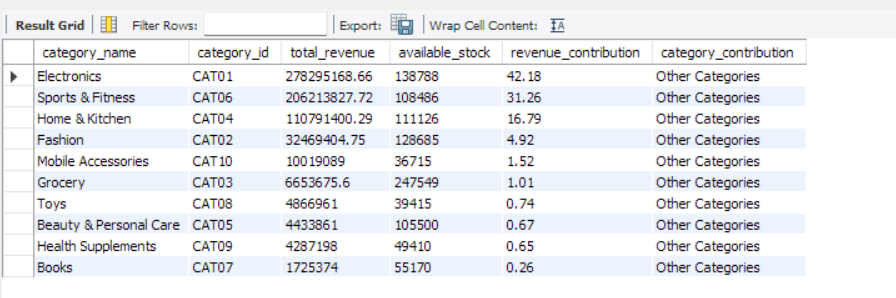 Result Grid Filter Rows: Export: Wrap Cell Content: IA
category_name category_id total_revenue available_stock revenue_contribution category_contribution
Electronics CAT01 278295168.66 138788 42.18 Other Categories
Sports & Fitness CAT06 206213827.72 108486 31.26 Other Categories
Home & Kitchen CAT04 110791400.29 111126 16.79 Other Categories
Fashion CAT02 32469404.75 128685 4.92 Other Categories
Mobile Accessories CAT10 10019089 36715 1.52 Other Categories
Grocery CAT03 6653675.6 247549 1.01 Other Categories
Toys CAT08 4866961 39415 0.74 Other Categories
Beauty & Personal Care CAT05 4433861 105500 0.67 Other Categories
Health Supplements CAT09 4287198 49410 0.65 Other Categories
Books CAT07 1725374 55170 0.26 Other Categories